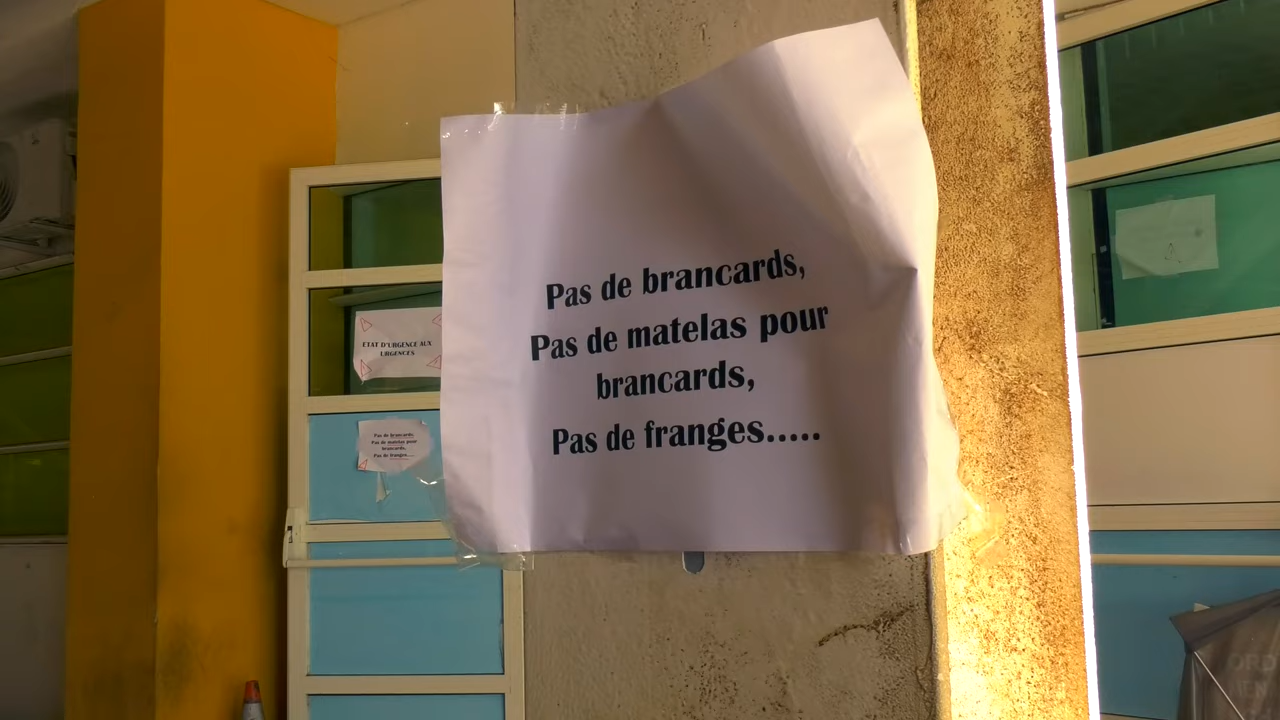 Pas de brancards,
Pas de matelas pour
brancards,
Pas de franges.....
ETAT D'URGENCE AUX
URGENCES
Pas de brancards,
Pas de matelas pour
brancards,
Pas de franges.....